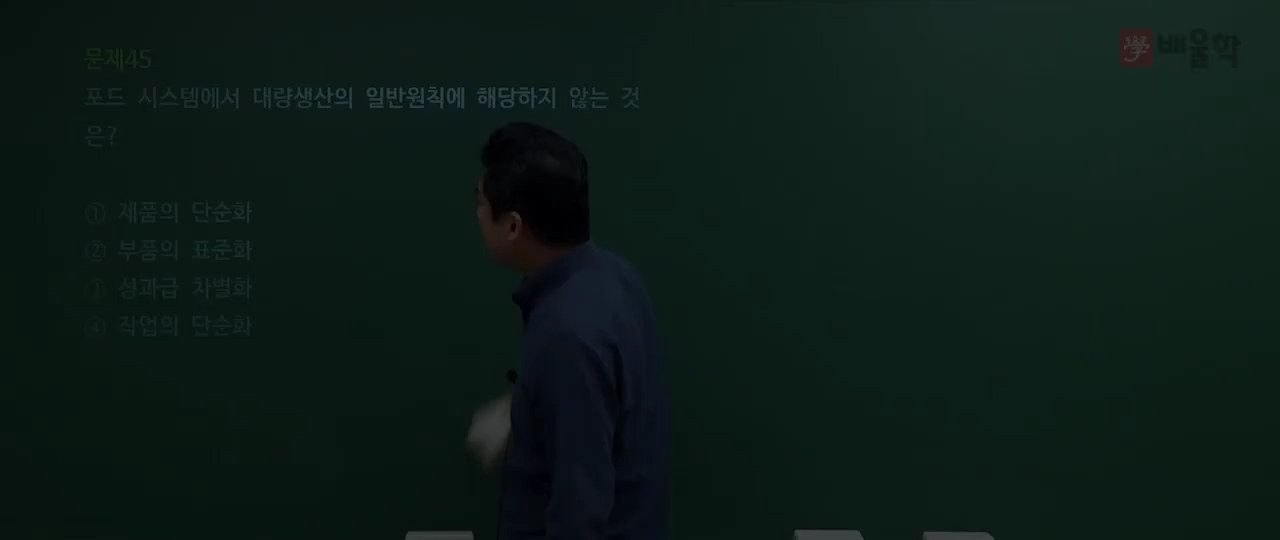 문제45
포드 시스템에서 대량생산의 일반원칙에 해당하지 않는 것
은?
① 제품의 단순화
② 부품의 표준화
③ 성과급 차별화
④ 작업의 단순화
學 배울학